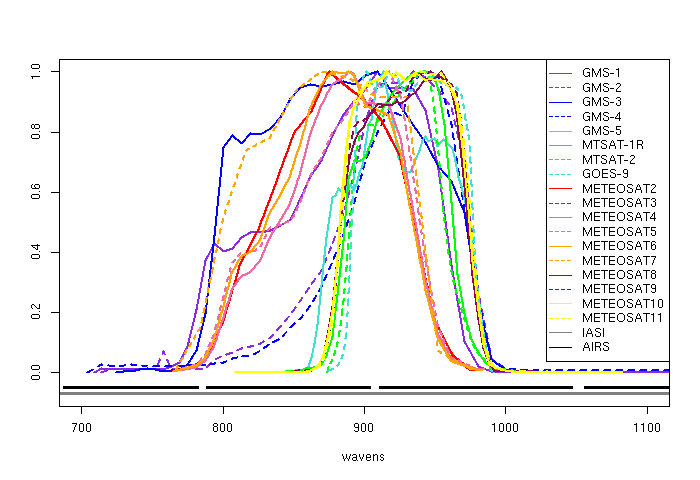 1.0
0.8
0.6
0.4
0.2
0.0
700
800
900
1000
1100
wavens
GMS-1
GMS-2
GMS-3
GMS-4
GMS-5
MTSAT-1R
MTSAT-2
GOES-9
METEOSAT2
METEOSAT3
METEOSAT4
METEOSAT5
METEOSAT6
METEOSAT7
METEOSAT8
METEOSAT9
METEOSAT10
METEOSAT11
IASI
AIRS